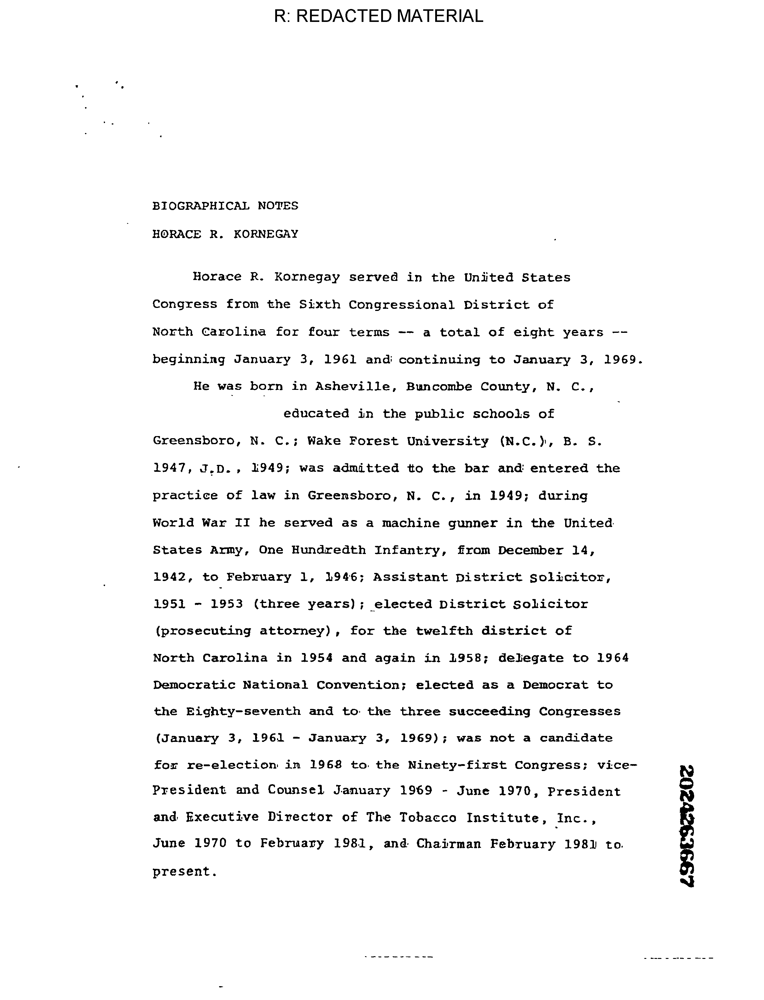 R: REDACTED MATERIAL
BIOGRAPHICAL NOTES
HORACE R. KORNEGAY
Horace R. Kornegay served in the United States
Congress from the Sixth Congressional District of
North Carolina for four terms -- a total of eight years --
beginning January 3, 1961 and continuing to January 3, 1969.
He was born in Asheville, Buncombe County, N. C.,
educated in the public schools of
Greensboro, N. C.; Wake Forest University (N.C.), B. S.
1947, J.D., 1949; was admitted to the bar and entered the
practice of law in Greensboro, N. C., in 1949; during
World War II he served as a machine gunner in the United
States Army, One Hundredth Infantry, from December 14,
1942, to February 1, 1946; Assistant District Solicitor,
1951 - 1953 (three years); elected District Solicitor
(prosecuting attorney), for the twelfth district of
North Carolina in 1954 and again in 1958; delegate to 1964
Democratic National Convention; elected as a Democrat to
the Eighty-seventh and to the three succeeding Congresses
(January 3, 1961 - January 3, 1969); was not a candidate
for re-election in 1968 to the Ninety-first Congress; vice-
President and Counsel January 1969 - June 1970, President
and Executive Director of The Tobacco Institute, Inc.,
June 1970 to February 1981, and Chairman February 1981 to
present.
2024263667